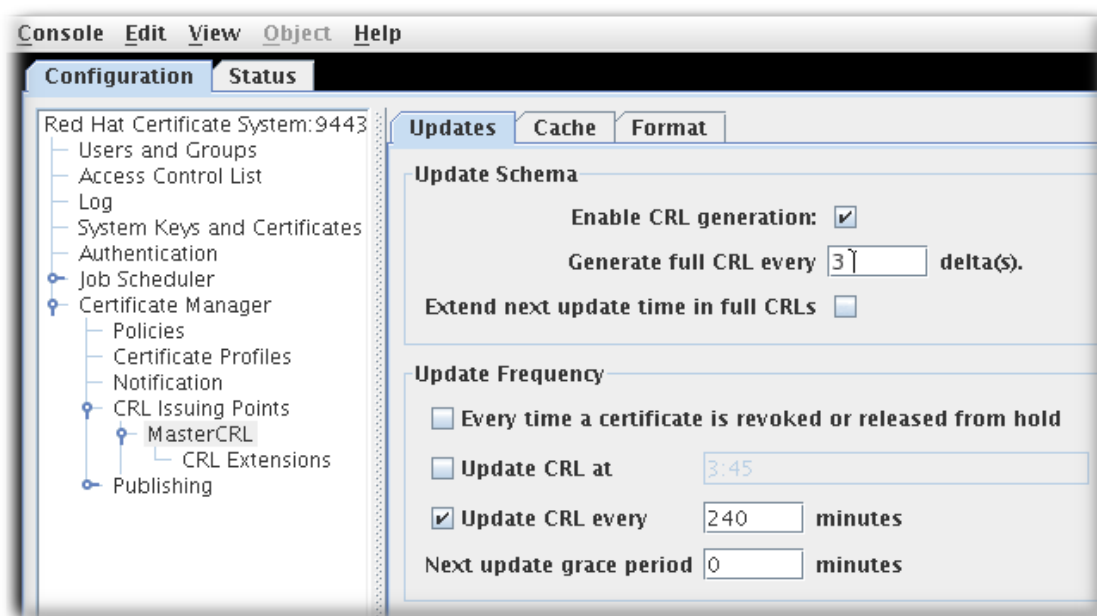 Console Edit View Object Help
Configuration Status
Red Hat Certificate System:9443
Users and Groups
Access Control List
Log
System Keys and Certificates
Authentication
Job Scheduler
Certificate Manager
Policies
Certificate Profiles
Notification
CRL Issuing Points
MasterCRL
CRL Extensions
Publishing
Updates Cache Format
Update Schema
Enable CRL generation:
Generate full CRL every 3 delta(s).
Extend next update time in full CRLs
Update Frequency
Every time a certificate is revoked or released from hold
Update CRL at 3:45
Update CRL every 240 minutes
Next update grace period 0 minutes